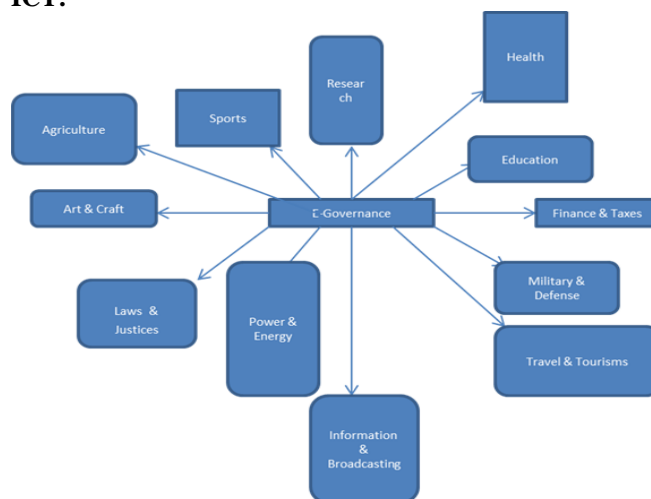 Health
Resear
ch
Sports
Agriculture
Education
Art & Craft
E-Governance
Finance & Taxes
Laws &
Justices
Power &
Energy
Military &
Defense
Travel & Tourisms
Information
&
Broadcasting